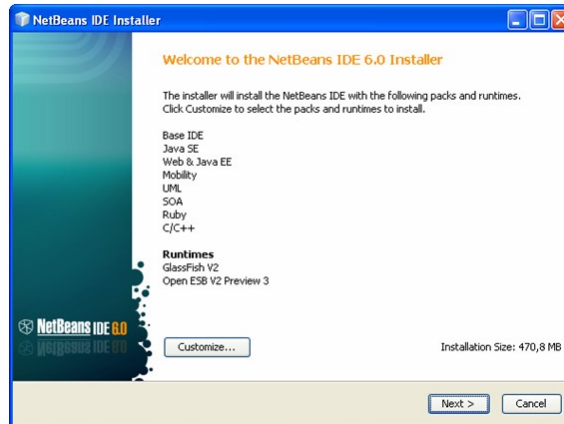 NetBeans IDE Installer
Welcome to the NetBeans IDE 6.0 Installer
The installer will install the NetBeans IDE with the following packs and runtimes.
Click Customize to select the packs and runtimes to install.
Base IDE
Java SE
Web & Java EE
Mobility
UML
SOA
Ruby
C/C++
Runtimes
GlassFish V2
Open ESB V2 Preview 3
NetBeans IDE 6.0
Customize...
Installation Size: 470,8 MB
Next >
Cancel